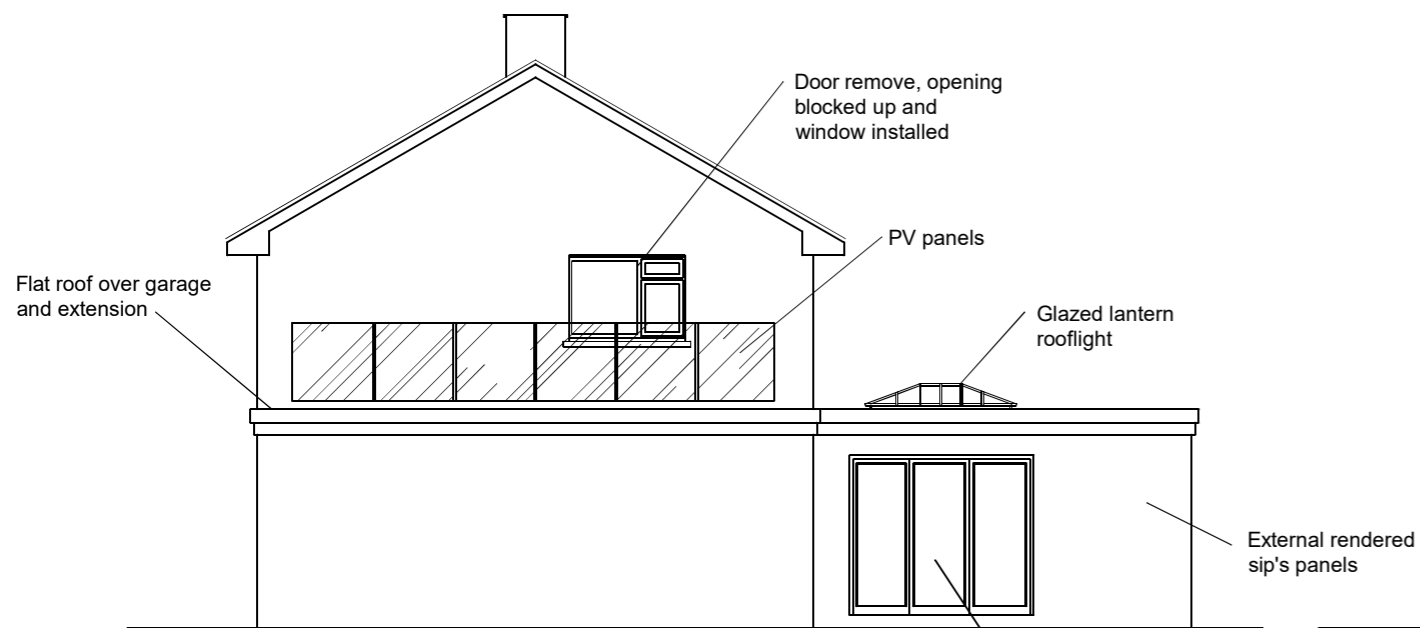 Door remove, opening
blocked up and
window installed
PV panels
Flat roof over garage
and extension
Glazed lantern
rooflight
External rendered
sip's panels